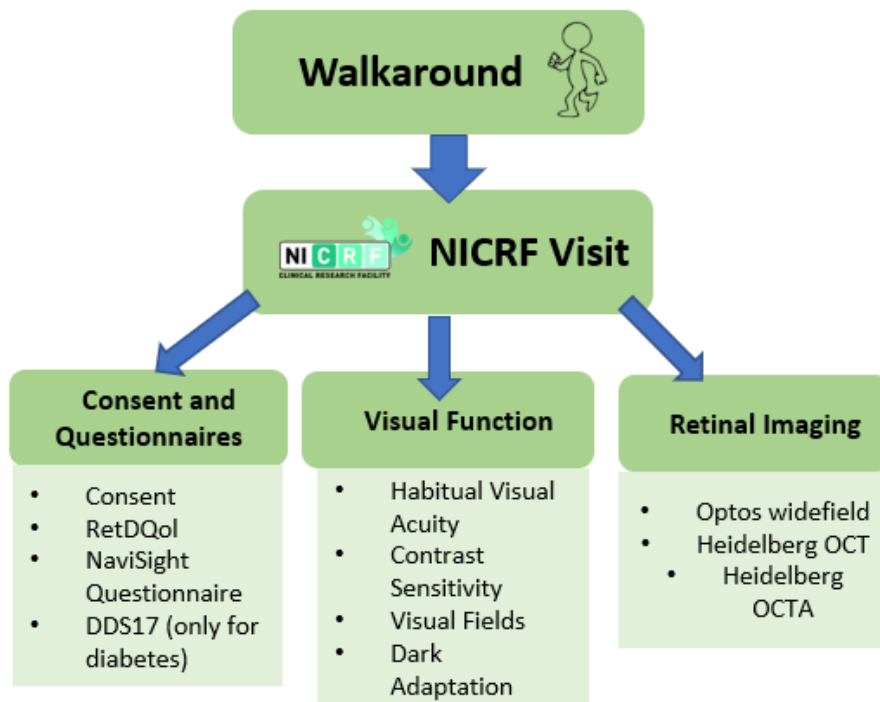 Walkaround
NICRF
CLINICAL RESEARCH FACILITY
NICRF Visit
Consent and
Questionnaires
• Consent
• RetDQol
• NaviSight
Questionnaire
• DDS17 (only for
diabetes)
Visual Function
• Habitual Visual
Acuity
• Contrast
Sensitivity
• Visual Fields
• Dark
Adaptation
Retinal Imaging
• Optos widefield
• Heidelberg OCT
• Heidelberg
OCTA